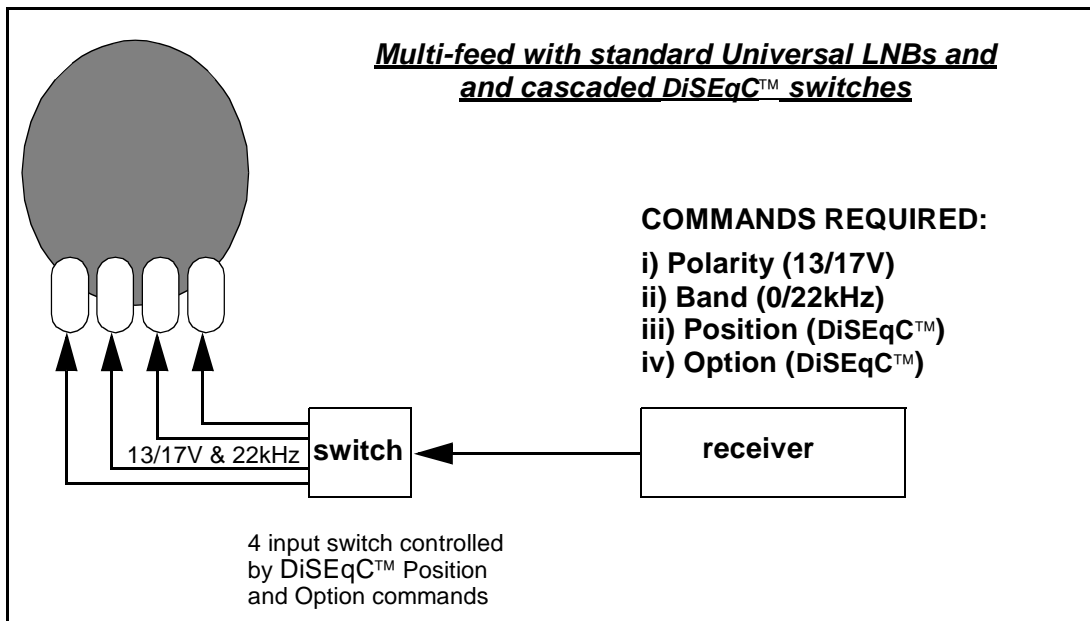 Multi-feed with standard Universal LNBs and
and cascaded DiSEqC™ switches
COMMANDS REQUIRED:
i) Polarity (13/17V)
ii) Band (0/22kHz)
iii) Position (DiSEqC™)
iv) Option (DiSEqC™)
13/17V & 22kHz
switch
receiver
4 input switch controlled
by DiSEqC™ Position
and Option commands